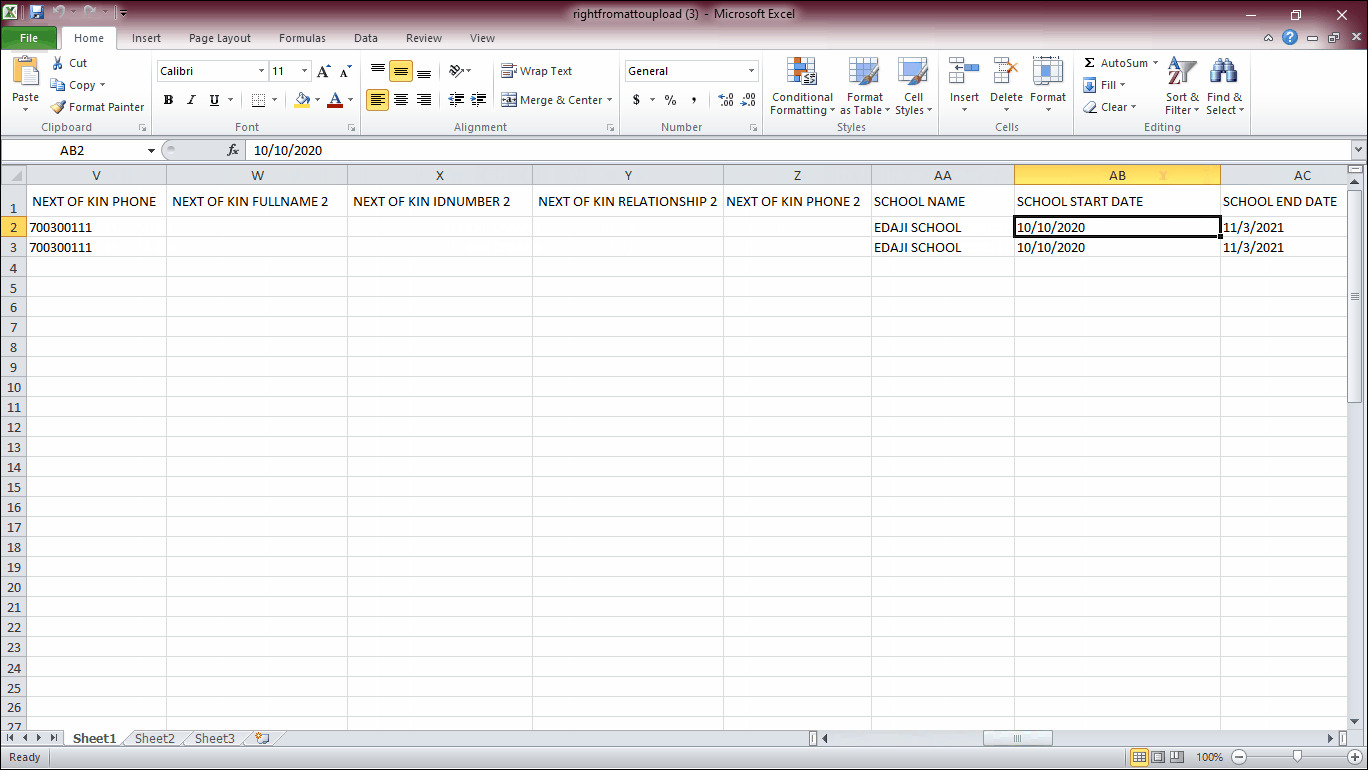 rightfromattoupload (3) - Microsoft Excel
File Home Insert Page Layout Formulas Data Review View
Paste
Cut
Copy
Format Painter
Clipboard
Calibri 11
B I U
Font
Wrap Text
Merge & Center
Alignment
General
$ % ,
Number
Conditional Formatting
Format as Table
Cell Styles
Styles
Insert Delete Format
Cells
Σ AutoSum
Fill
Clear
Sort & Filter
Find & Select
Editing
AB2 fx 10/10/2020
V W X Y Z AA AB AC
1 NEXT OF KIN PHONE NEXT OF KIN FULLNAME 2 NEXT OF KIN IDNUMBER 2 NEXT OF KIN RELATIONSHIP 2 NEXT OF KIN PHONE 2 SCHOOL NAME SCHOOL START DATE SCHOOL END DATE
2 700300111 EDAJI SCHOOL 10/10/2020 11/3/2021
3 700300111 EDAJI SCHOOL 10/10/2020 11/3/2021
4
5
6
7
8
9
10
11
12
13
14
15
16
17
18
19
20
21
22
23
24
25
26
27
Sheet1 Sheet2 Sheet3
Ready 100%